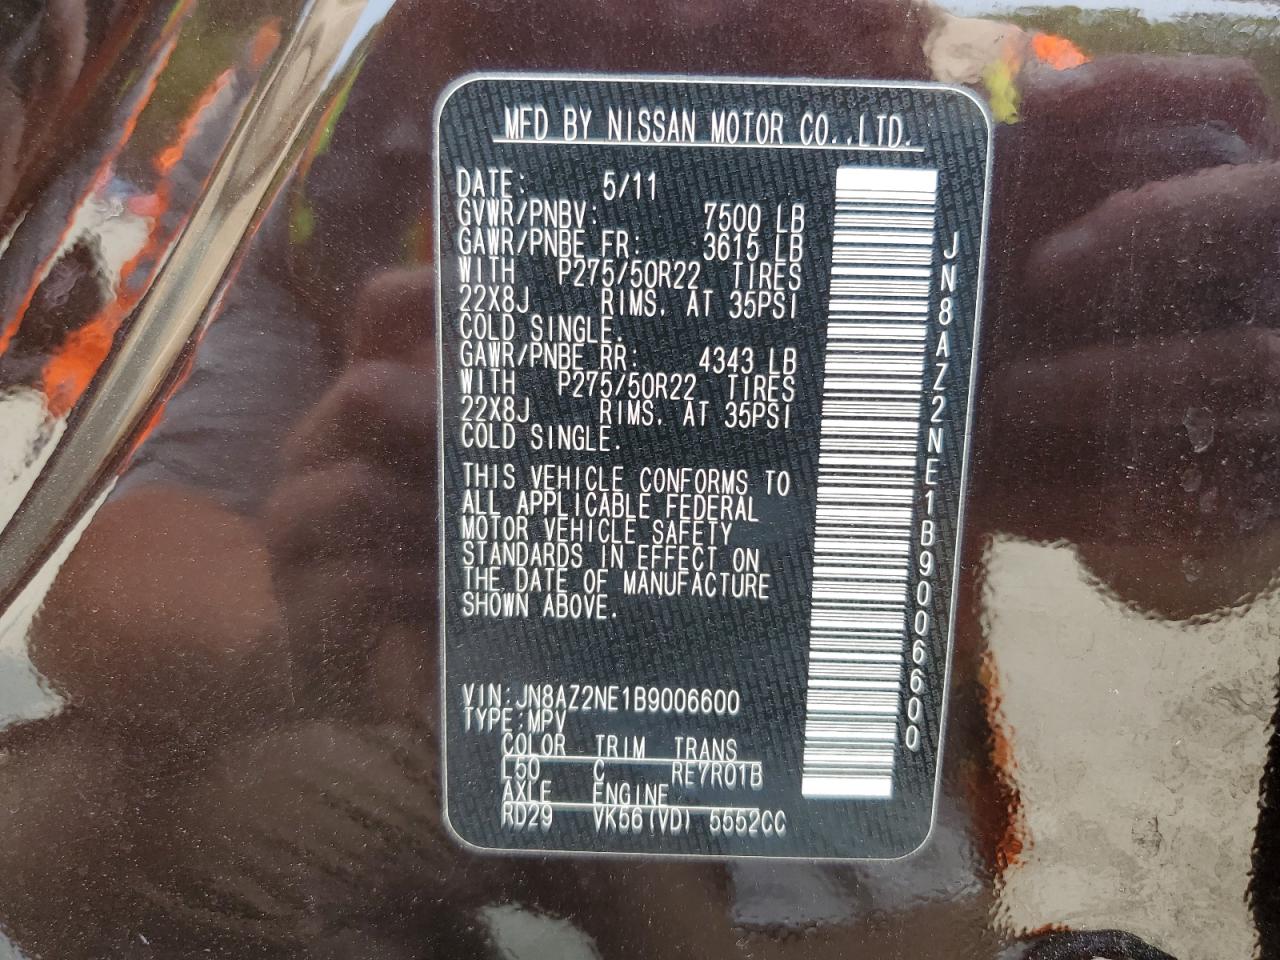 MFD BY NISSAN MOTOR CO.,LTD.
DATE: 5/11
GVWR/PNBV: 7500 LB
GAWR/PNBE FR: 3615 LB
WITH P275/50R22 TIRES
22X8J RIMS. AT 35PSI
COLD SINGLE.
GAWR/PNBE RR: 4343 LB
WITH P275/50R22 TIRES
22X8J RIMS. AT 35PSI
COLD SINGLE.
THIS VEHICLE CONFORMS TO
ALL APPLICABLE FEDERAL
MOTOR VEHICLE SAFETY
STANDARDS IN EFFECT ON
THE DATE OF MANUFACTURE
SHOWN ABOVE.
VIN:JN8AZ2NE1B9006600
TYPE:MPV
COLOR TRIM TRANS
L50 C RE7R01B
AXLE ENGINE
RD29 VK56(VD) 5552CC
JN8AZ2NE1B9006600